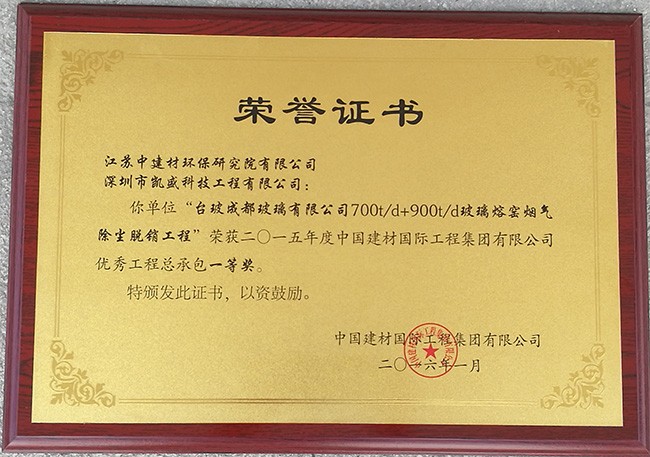 荣誉证书
江苏中建材环保研究院有限公司
深圳市凯盛科技工程有限公司：
你单位“台玻成都玻璃有限公司700t/d+900t/d玻璃熔窑烟气
除尘脱销工程”荣获二〇一五年度中国建材国际工程集团有限公司
优秀工程总承包一等奖。
特颁发此证书，以资鼓励。
中国建材国际工程集团有限公司
二〇一六年一月